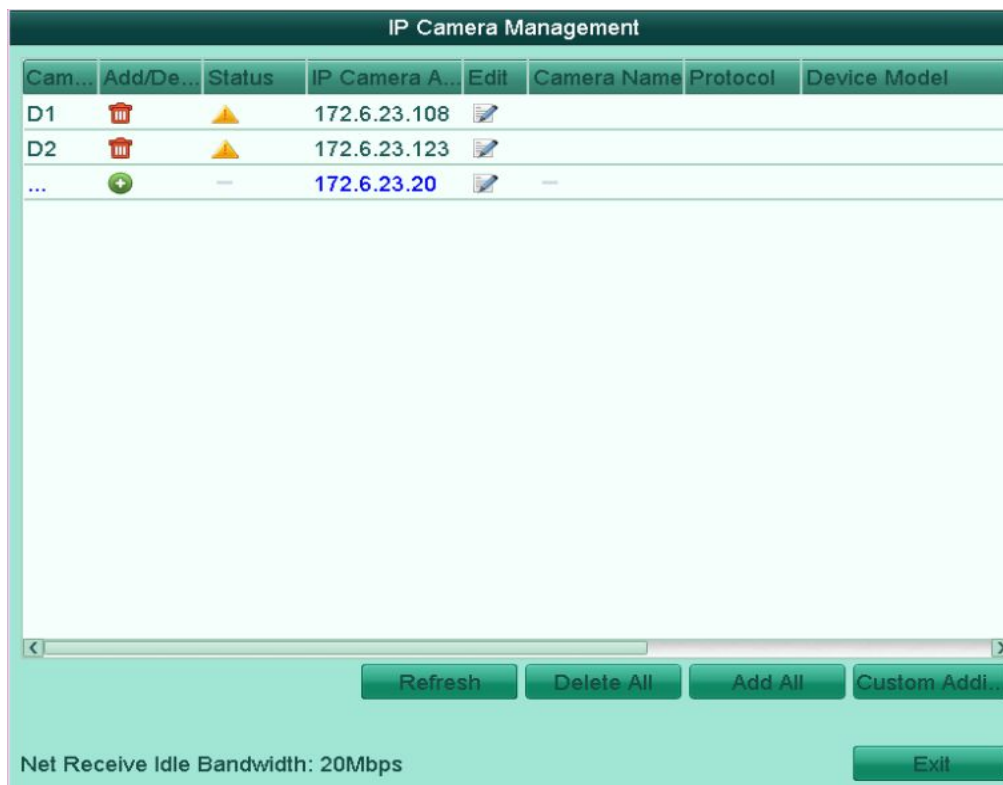 IP Camera Management
Cam... Add/De... Status IP Camera A... Edit Camera Name Protocol Device Model
D1 172.6.23.108
D2 172.6.23.123
... — 172.6.23.20 —
Refresh Delete All Add All Custom Addi...
Net Receive Idle Bandwidth: 20Mbps Exit